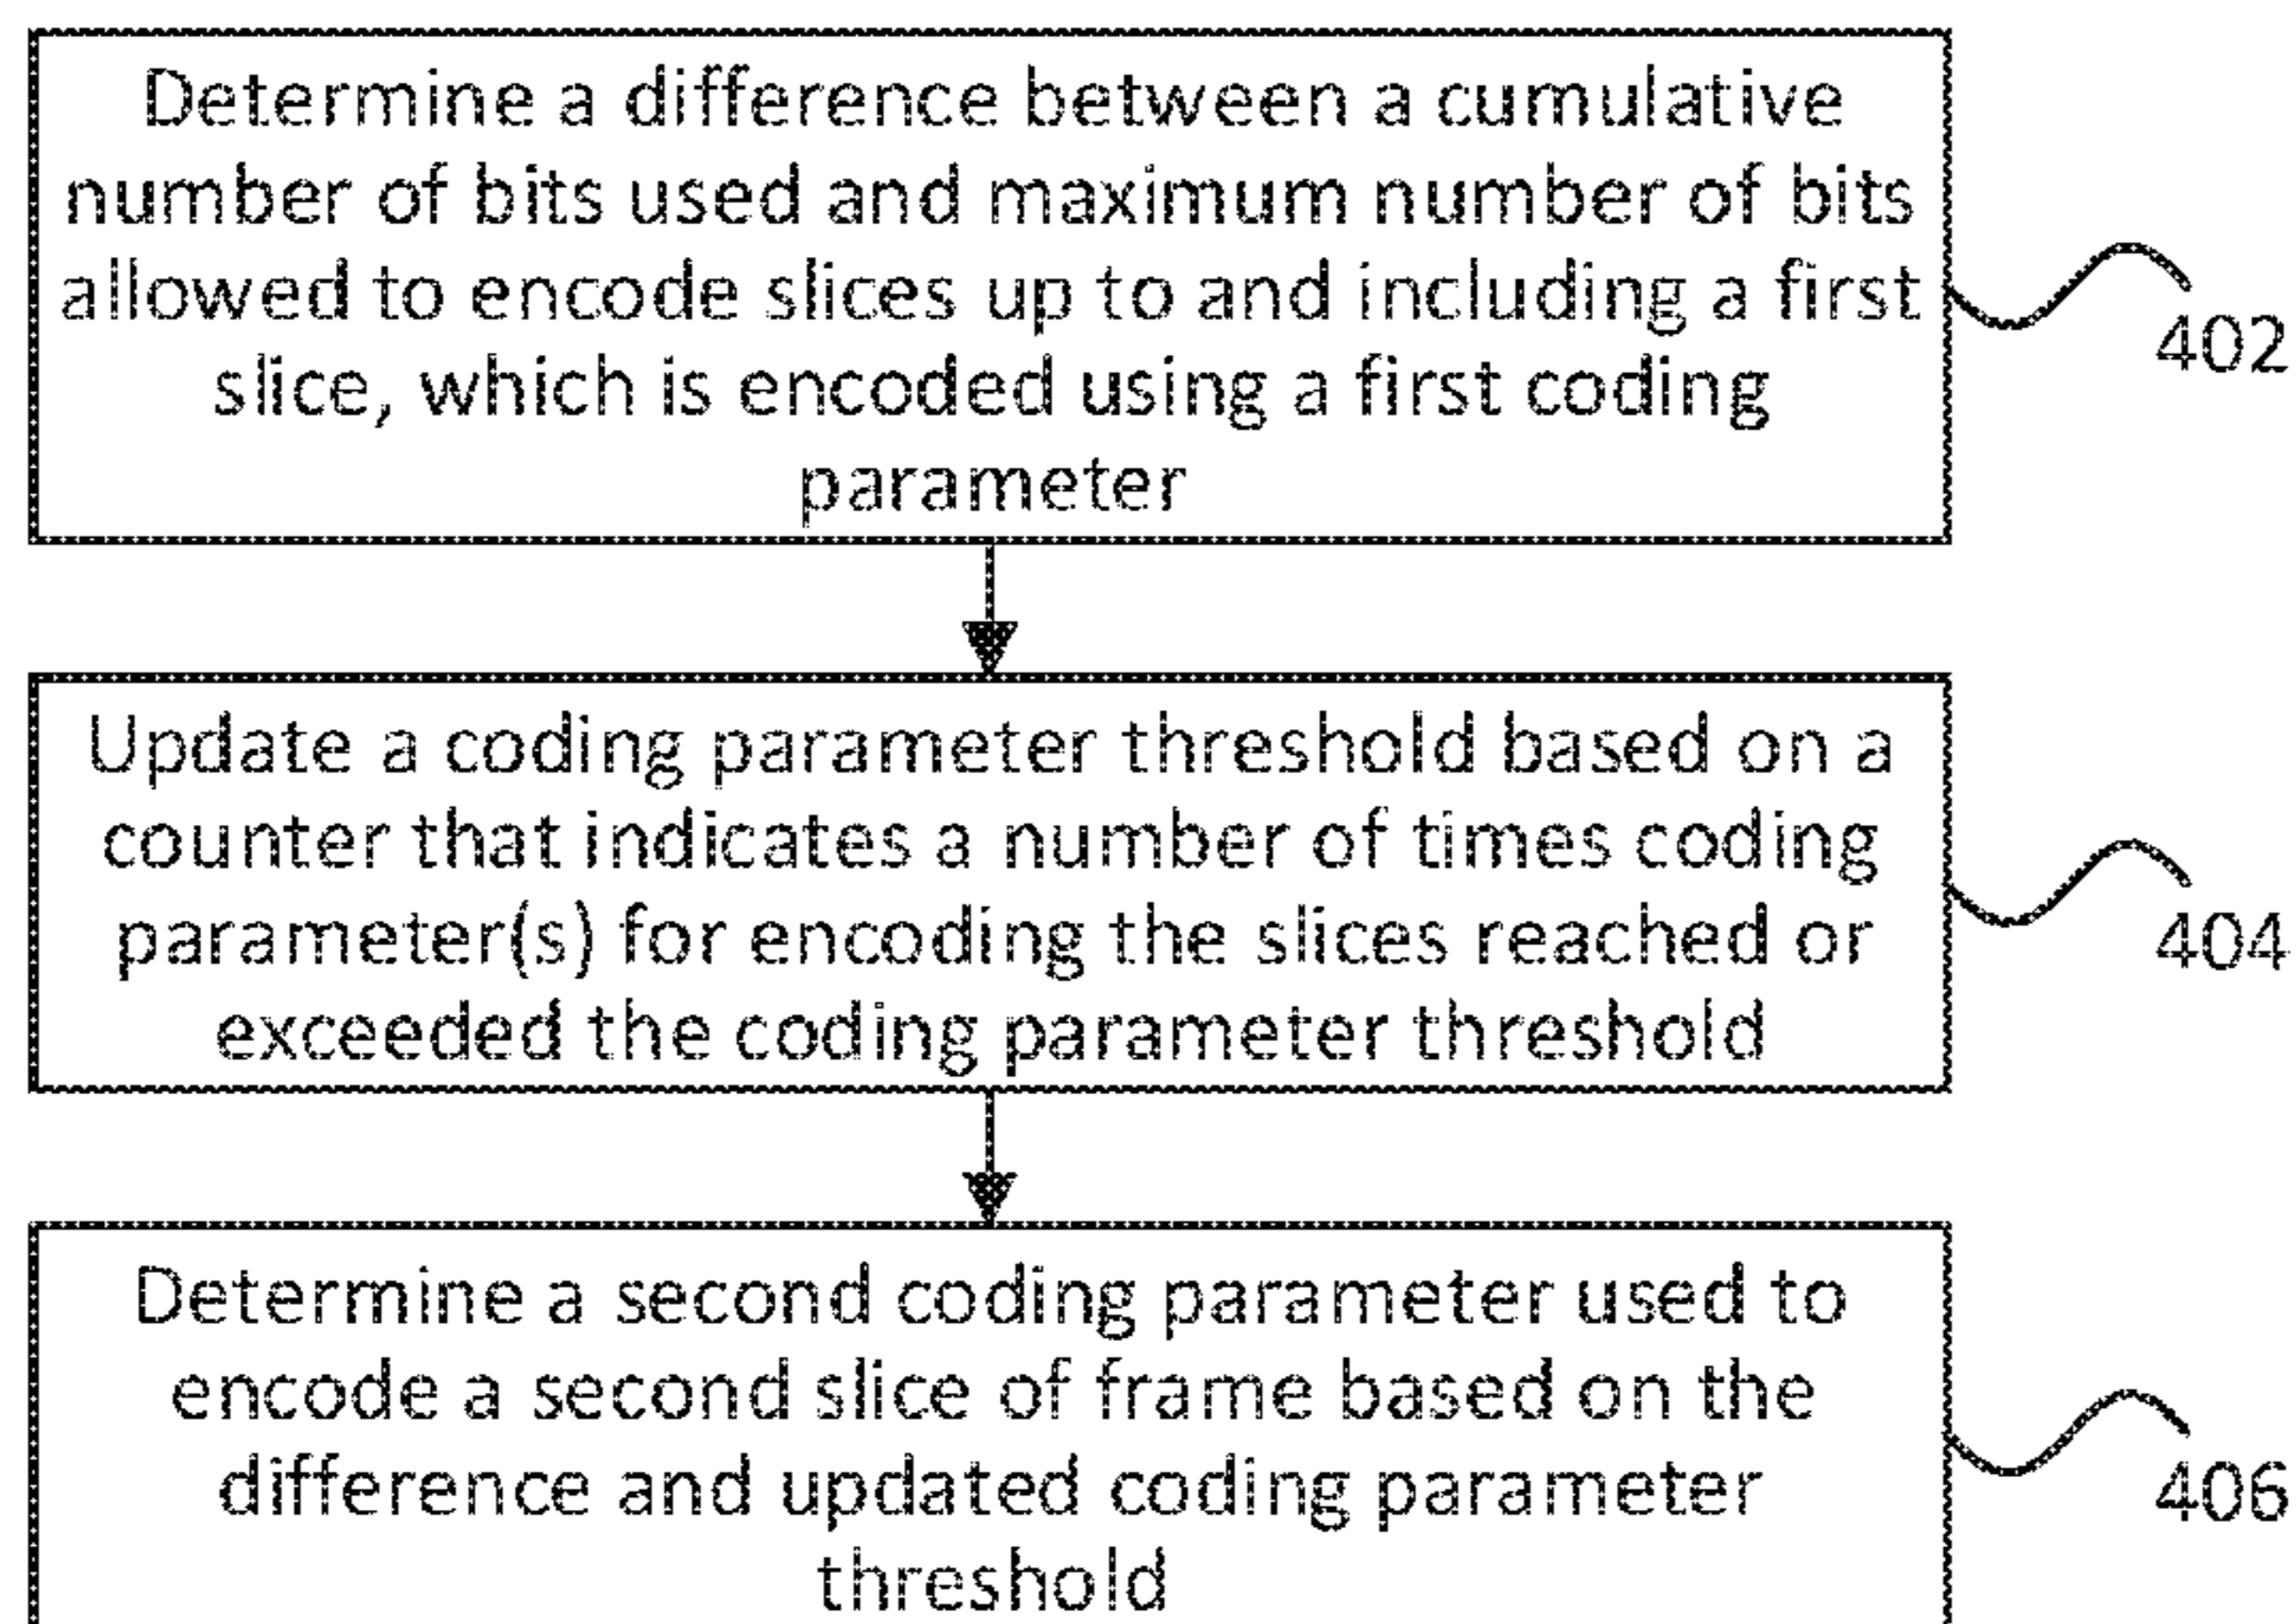 Determine a difference between a cumulative
number of bits used and maximum number of bits
allowed to encode slices up to and including a first
slice, which is encoded using a first coding
parameter
402
Update a coding parameter threshold based on a
counter that indicates a number of times coding
parameter(s) for encoding the slices reached or
exceeded the coding parameter threshold
404
Determine a second coding parameter used to
encode a second slice of frame based on the
difference and updated coding parameter
threshold
406